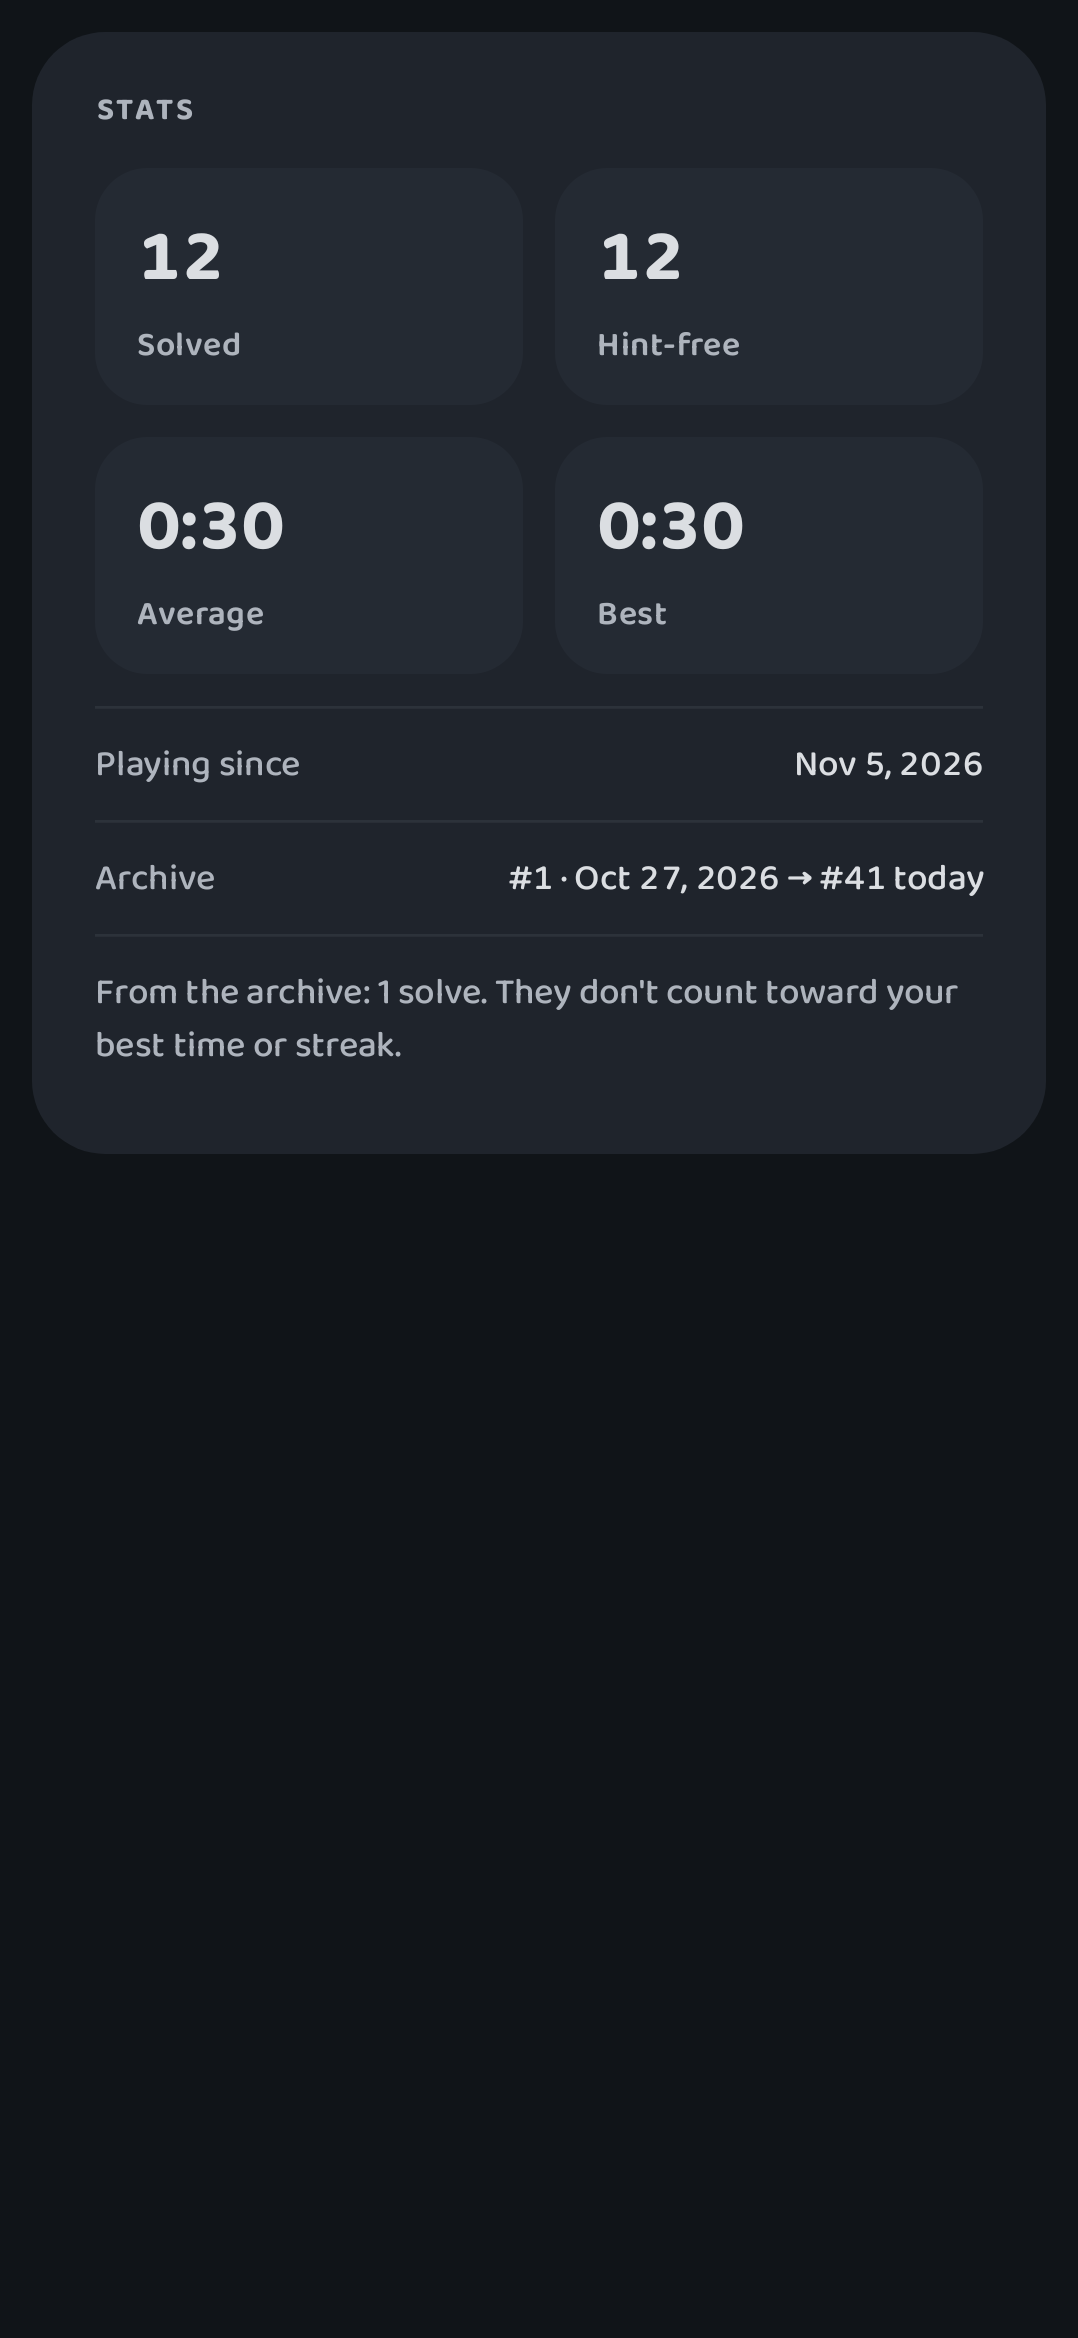 STATS
12
Solved
12
Hint-free
0:30
Average
0:30
Best
Playing since Nov 5, 2026
Archive #1 · Oct 27, 2026 → #41 today
From the archive: 1 solve. They don't count toward your
best time or streak.